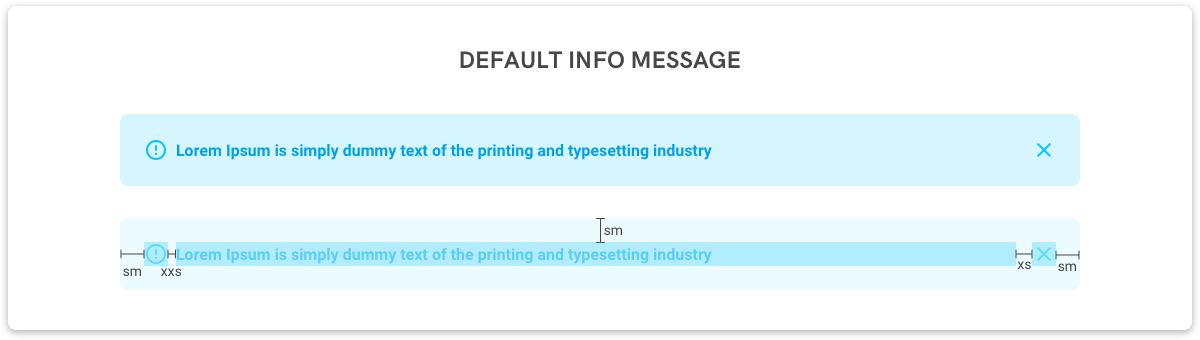 DEFAULT INFO MESSAGE
Lorem Ipsum is simply dummy text of the printing and typesetting industry
sm
Lorem Ipsum is simply dummy text of the printing and typesetting industry
sm xxs xs sm